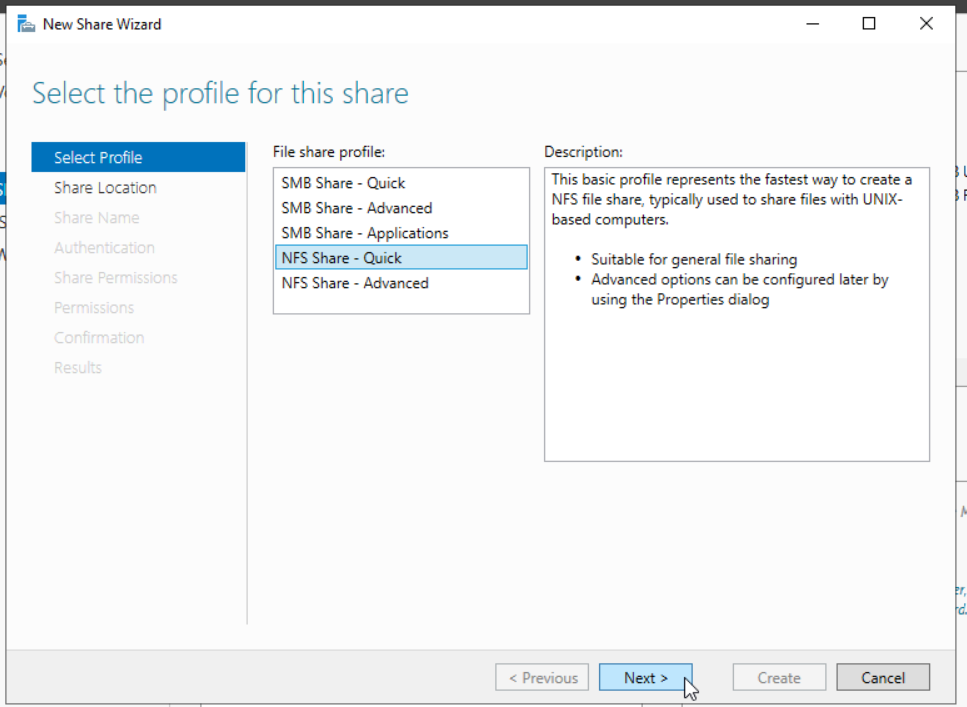 New Share Wizard
Select the profile for this share
Select Profile
Share Location
Share Name
Authentication
Share Permissions
Permissions
Confirmation
Results
File share profile:
SMB Share - Quick
SMB Share - Advanced
SMB Share - Applications
NFS Share - Quick
NFS Share - Advanced
Description:
This basic profile represents the fastest way to create a
NFS file share, typically used to share files with UNIX-
based computers.
• Suitable for general file sharing
• Advanced options can be configured later by
using the Properties dialog
< Previous
Next >
Create
Cancel